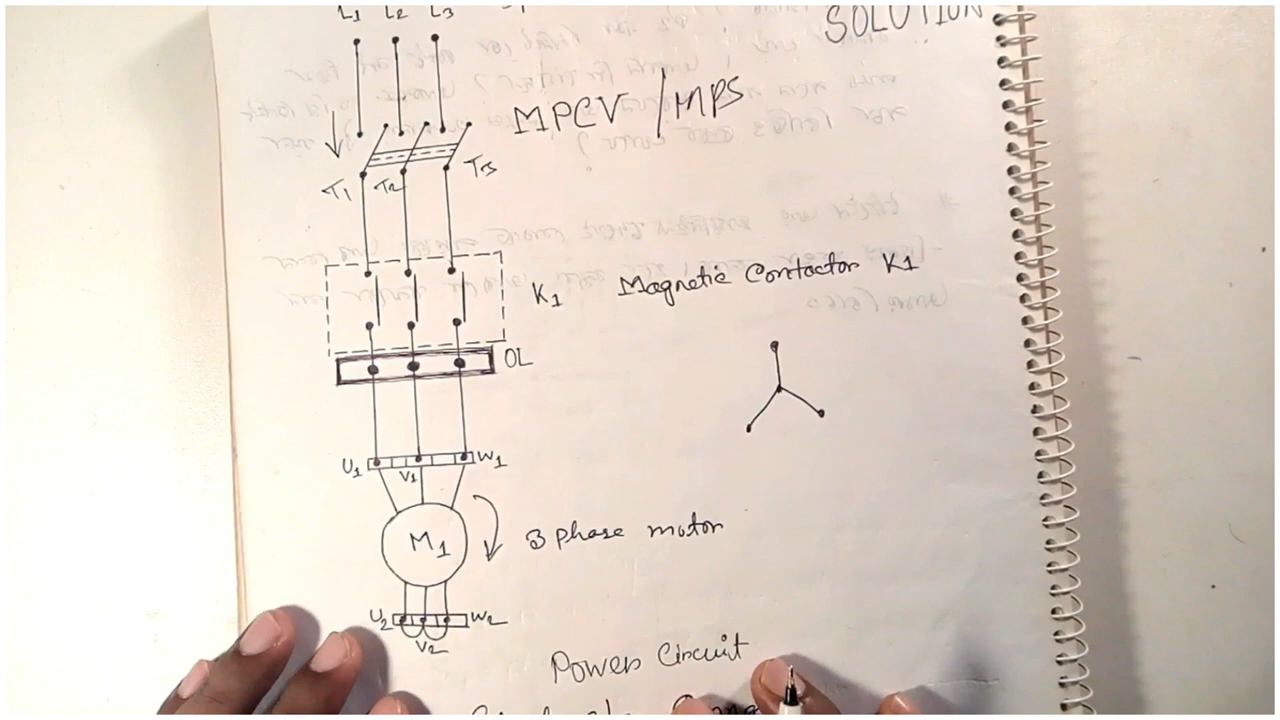 L1 L2 L3
SOLUTION
MPCV / MPS
T1 T2 T3
K1 Magnetic Contactor K1
OL
U1 V1 W1
M1 3 phase motor
U2 V2 W2
Power Circuit